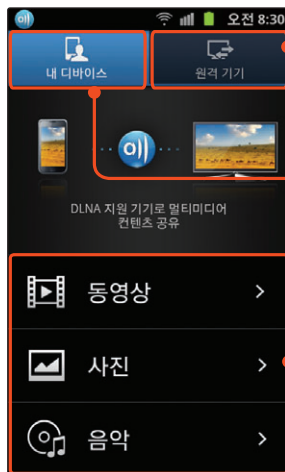 오전 8:30
내 디바이스
원격 기기
DLNA 지원 기기로 멀티미디어
컨텐츠 공유
동영상
사진
음악